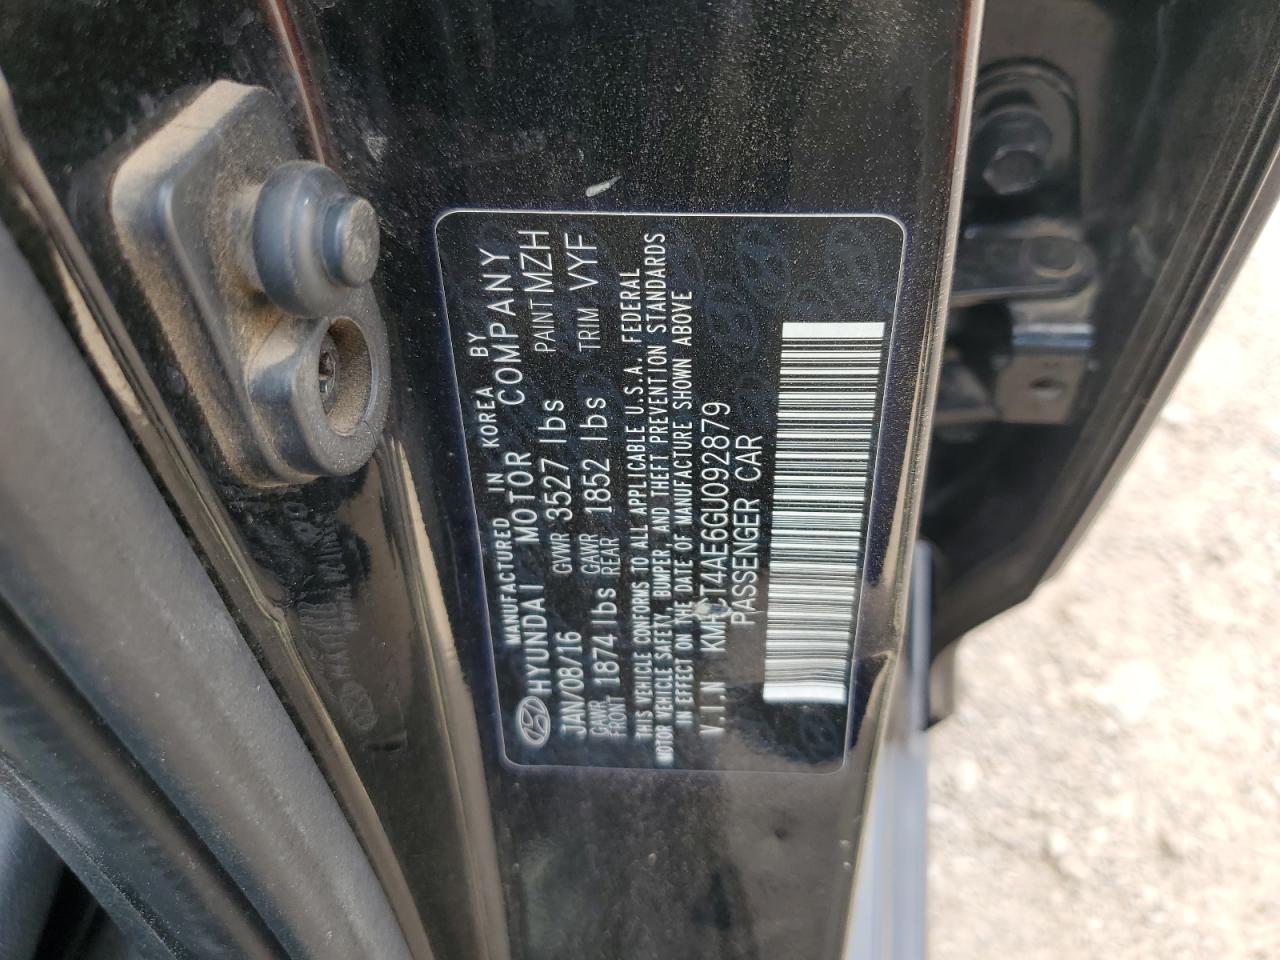 MANUFACTURED IN KOREA BY
HYUNDAI MOTOR COMPANY
JAN/08/16 GVWR 3527 lbs PAINT MZH
GAWR FRONT 1874 lbs GAWR REAR 1852 lbs TRIM VYF
THIS VEHICLE CONFORMS TO ALL APPLICABLE U.S.A. FEDERAL
MOTOR VEHICLE SAFETY, BUMPER AND THEFT PREVENTION STANDARDS
IN EFFECT ON THE DATE OF MANUFACTURE SHOWN ABOVE
V.I.N KMHCT4AE6GU092879
PASSENGER CAR